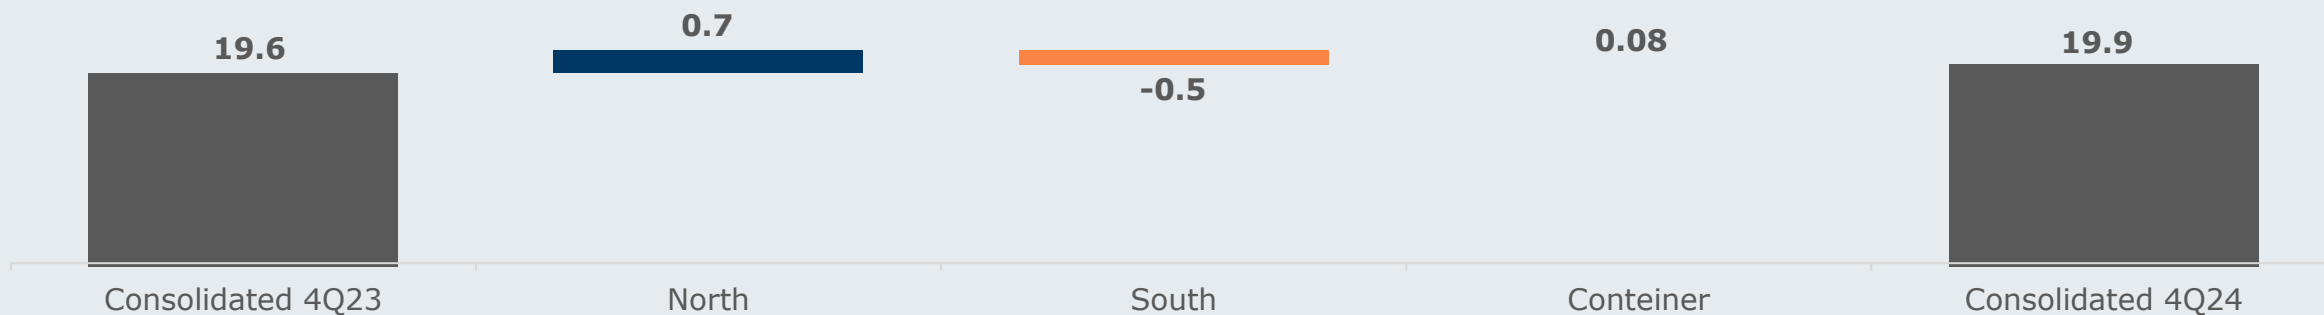 19.6
0.7
-0.5
0.08
19.9
Consolidated 4Q23
North
South
Conteiner
Consolidated 4Q24